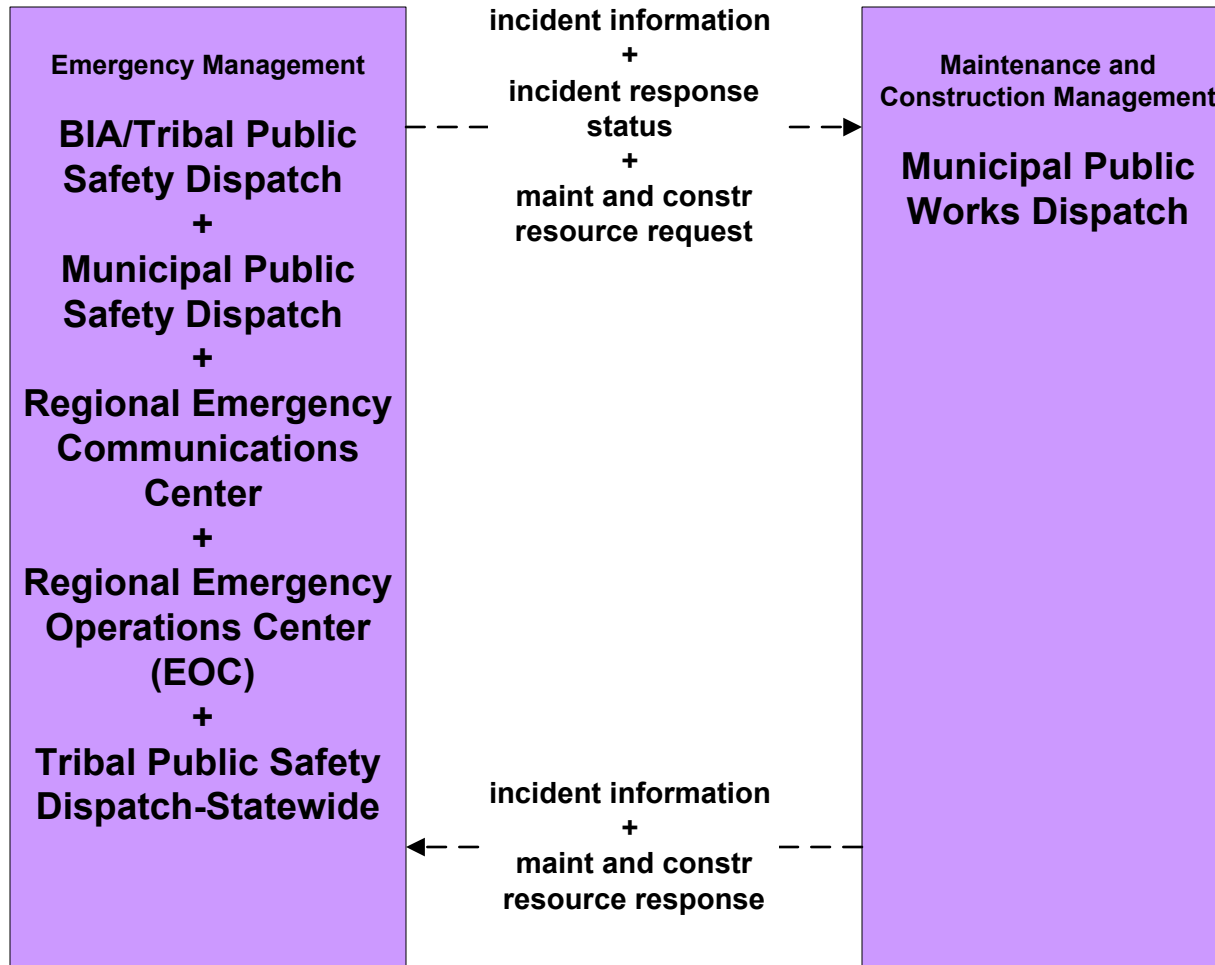 Emergency Management
BIA/Tribal Public
Safety Dispatch
+
Municipal Public
Safety Dispatch
+
Regional Emergency
Communications
Center
+
Regional Emergency
Operations Center
(EOC)
+
Tribal Public Safety
Dispatch-Statewide
incident information
+
incident response
status
+
maint and constr
resource request
incident information
+
maint and constr
resource response
Maintenance and
Construction Management
Municipal Public
Works Dispatch